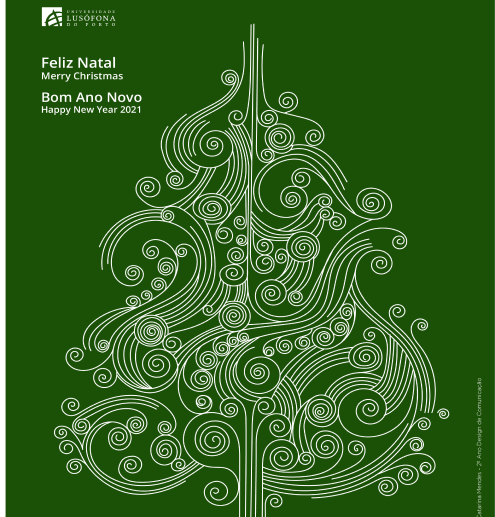 UNIVERSIDADE
LUSÓFONA
DO PORTO
Feliz Natal
Merry Christmas
Bom Ano Novo
Happy New Year 2021
Catarina Mendes - 2º Ano Design de Comunicação